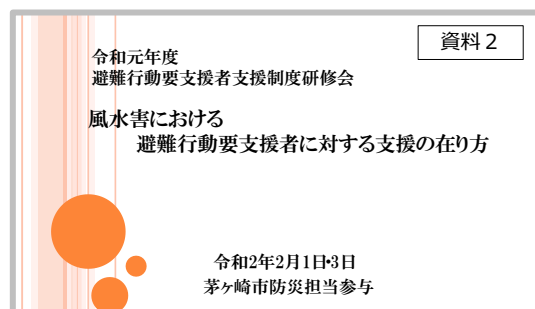 資料２
令和元年度
避難行動要支援者支援制度研修会
風水害における
避難行動要支援者に対する支援の在り方
令和2年2月1日・3日
茅ヶ崎市防災担当参与